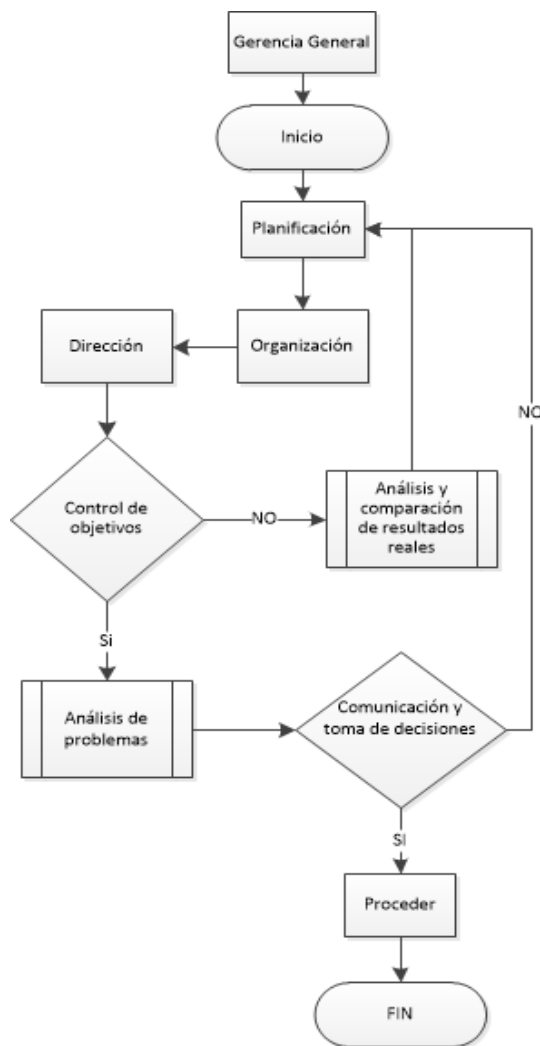 Gerencia General
Inicio
Planificación
Dirección
Organización
NO
Control de
objetivos
NO
Análisis y
comparación
de resultados
reales
Si
Análisis de
problemas
Comunicación y
toma de decisiones
SI
Proceder
FIN